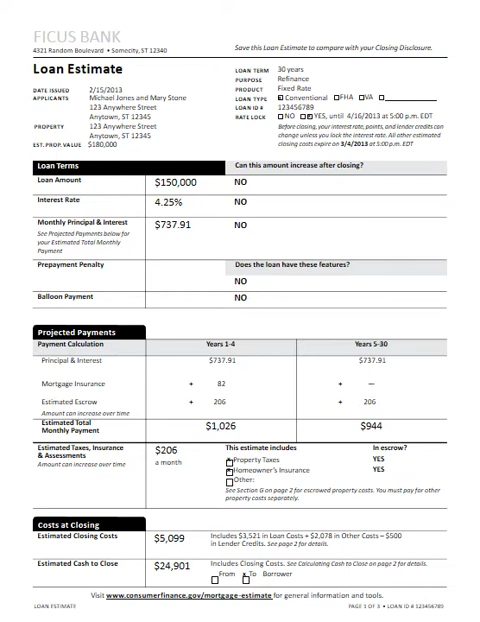 FICUS BANK
4321 Random Boulevard • Somecity, ST 12340
Save this Loan Estimate to compare with your Closing Disclosure.
Loan Estimate
DATE ISSUED 2/15/2013
APPLICANTS Michael Jones and Mary Stone
123 Anywhere Street
Anytown, ST 12345
PROPERTY 123 Anywhere Street
Anytown, ST 12345
EST. PROP. VALUE $180,000
LOAN TERM 30 years
PURPOSE Refinance
PRODUCT Fixed Rate
LOAN TYPE Conventional FHA VA
LOAN ID # 123456789
RATE LOCK NO YES, until 4/16/2013 at 5:00 p.m. EDT
Before closing, your interest rate, points, and lender credits can
change unless you lock the interest rate. All other estimated
closing costs expire on 3/4/2013 at 5:00 p.m. EDT
Loan Terms Can this amount increase after closing?
Loan Amount $150,000 NO
Interest Rate 4.25% NO
Monthly Principal & Interest $737.91 NO
See Projected Payments below for
your Estimated Total Monthly
Payment
Prepayment Penalty Does the loan have these features?
NO
Balloon Payment NO
Projected Payments
Payment Calculation Years 1-4 Years 5-30
Principal & Interest $737.91 $737.91
Mortgage Insurance + 82 + —
Estimated Escrow + 206 + 206
Amount can increase over time
Estimated Total
Monthly Payment $1,026 $944
Estimated Taxes, Insurance
& Assessments
Amount can increase over time
$206
a month
This estimate includes In escrow?
Property Taxes YES
Homeowner's Insurance YES
Other:
See Section G on page 2 for escrowed property costs. You must pay for other
property costs separately.
Costs at Closing
Estimated Closing Costs $5,099 Includes $3,521 in Loan Costs + $2,078 in Other Costs – $500
in Lender Credits. See page 2 for details.
Estimated Cash to Close $24,901 Includes Closing Costs. See Calculating Cash to Close on page 2 for details.
From To Borrower
Visit www.consumerfinance.gov/mortgage-estimate for general information and tools.
LOAN ESTIMATE PAGE 1 OF 3 • LOAN ID # 123456789